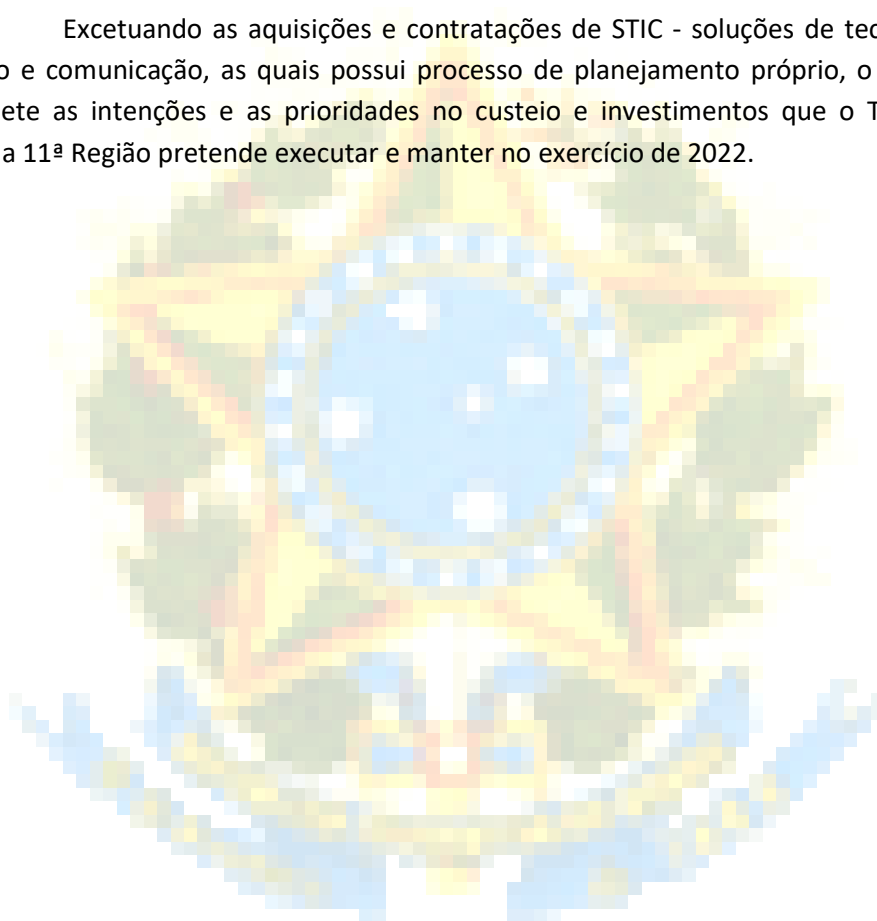 Excetuando as aquisições e contratações de STIC - soluções de tec
o e comunicação, as quais possui processo de planejamento próprio, o
ete as intenções e as prioridades no custeio e investimentos que o T
a 11ª Região pretende executar e manter no exercício de 2022.